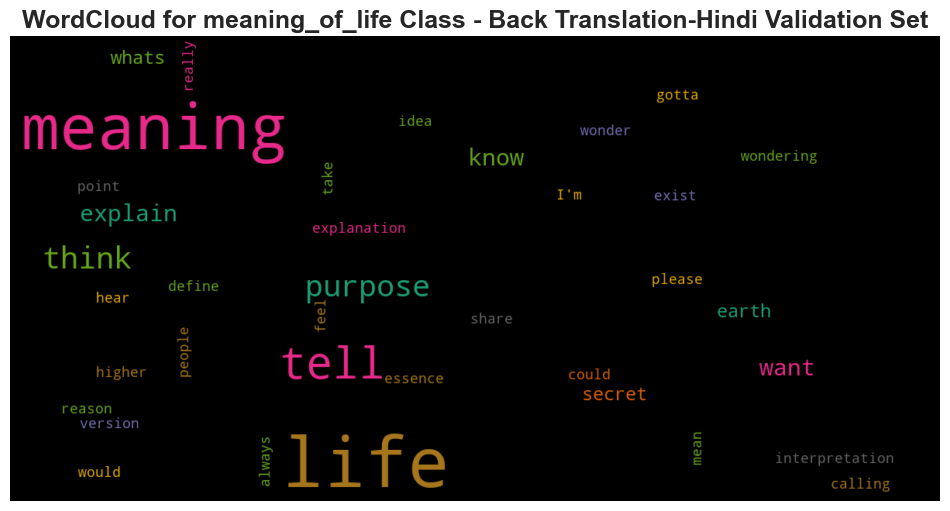 WordCloud for meaning_of_life Class - Back Translation-Hindi Validation Set
whats
really
meaning
gotta
idea
wonder
know
wondering
take
point
I'm
exist
explain
explanation
think
purpose
please
define
hear
feel
share
earth
people
tell
want
higher
essence
could
secret
reason
version
life
always
mean
interpretation
would
calling